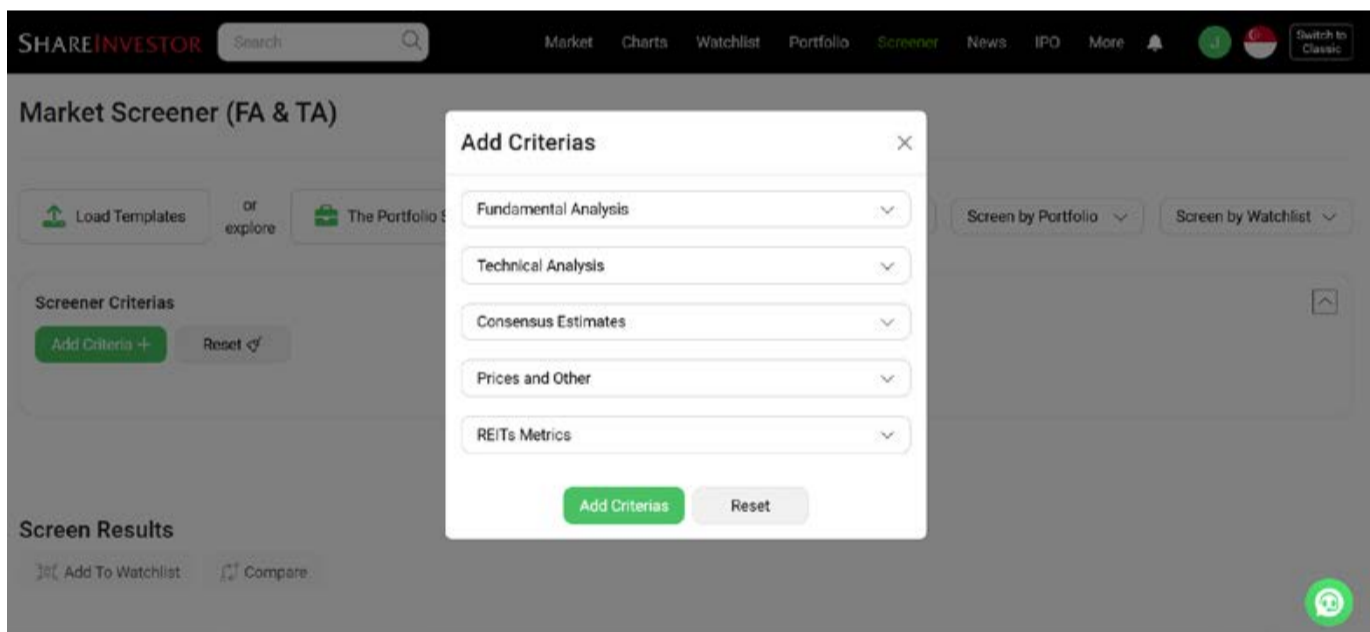 SHAREINVESTOR Search Market Charts Watchlist Portfolio Screener News IPO More J Switch to
Classic
Market Screener (FA & TA)
Add Criterias
Load Templates
or
explore
The Portfolio S
Screen by Portfolio
Screen by Watchlist
Fundamental Analysis
Technical Analysis
Consensus Estimates
Prices and Other
REITs Metrics
Screener Criterias
Add Criteria +
Reset
Add Criterias
Reset
Screen Results
Add To Watchlist
Compare